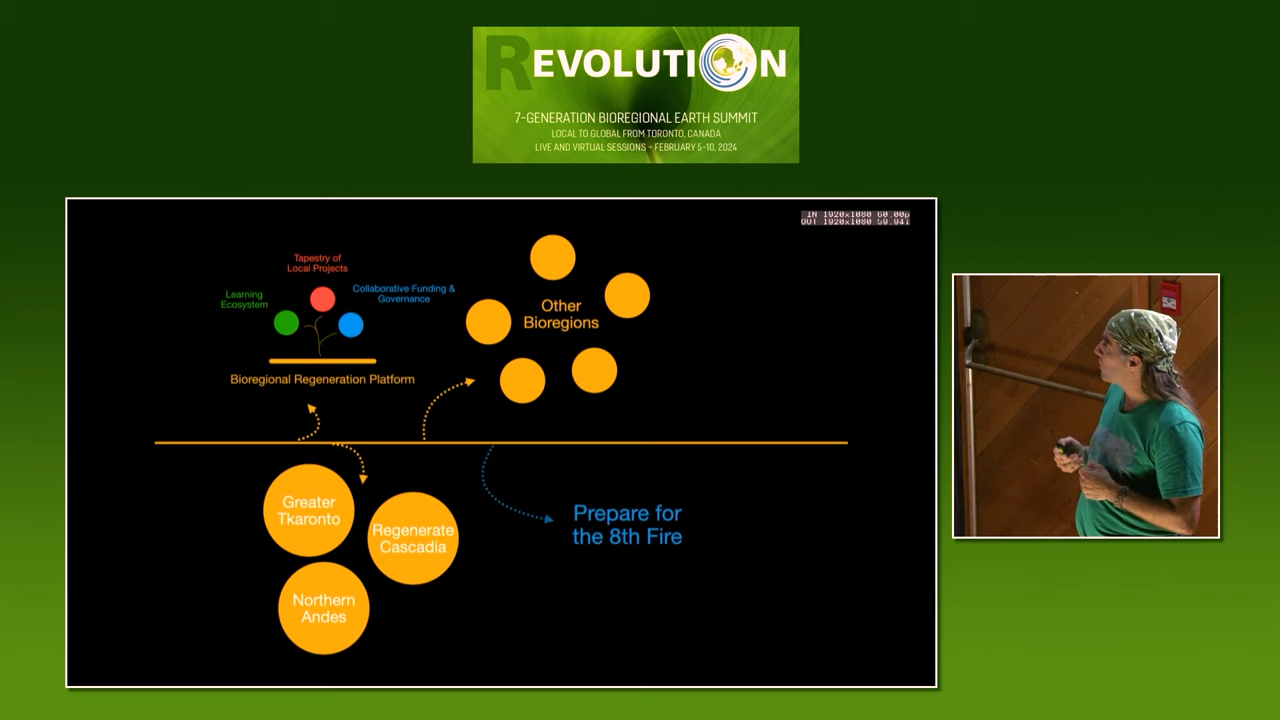 REVOLUTION
7-GENERATION BIOREGIONAL EARTH SUMMIT
LOCAL TO GLOBAL FROM TORONTO, CANADA
LIVE AND VIRTUAL SESSIONS - FEBRUARY 5-10, 2024
IN 1920x1080 60.00p
OUT 1920x1080 59.94i
Tapestry of
Local Projects
Learning
Ecosystem
Collaborative Funding &
Governance
Bioregional Regeneration Platform
Other
Bioregions
Greater
Tkaronto
Regenerate
Cascadia
Northern
Andes
Prepare for
the 8th Fire